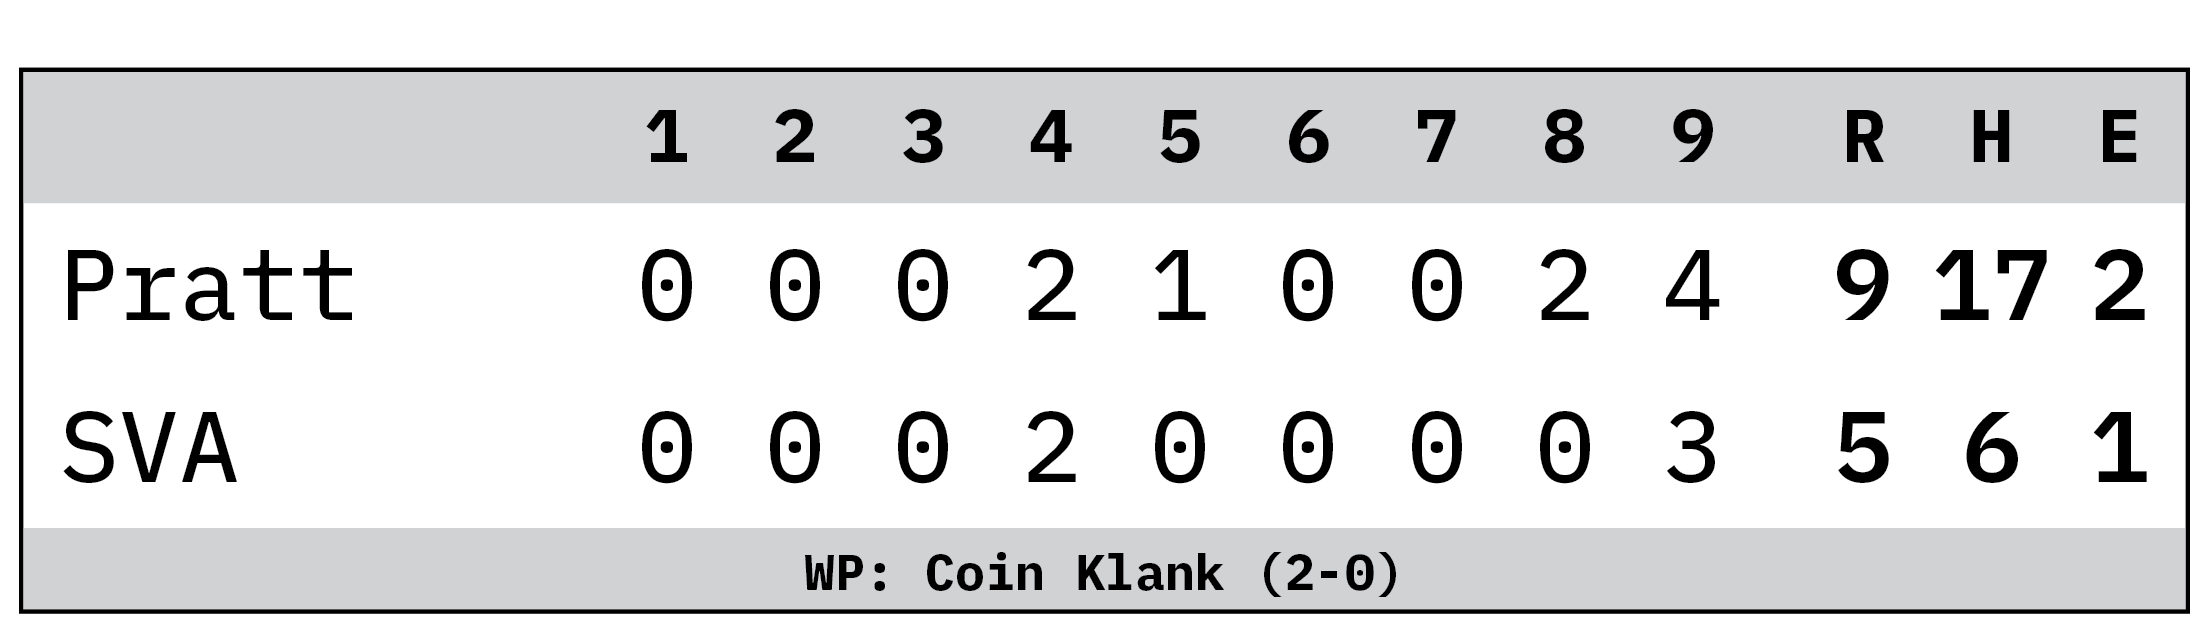 1 2 3 4 5 6 7 8 9 R H E
Pratt 0 0 0 2 1 0 0 2 4 9 17 2
SVA 0 0 0 2 0 0 0 0 3 5 6 1
WP: Coin Klank (2-0)